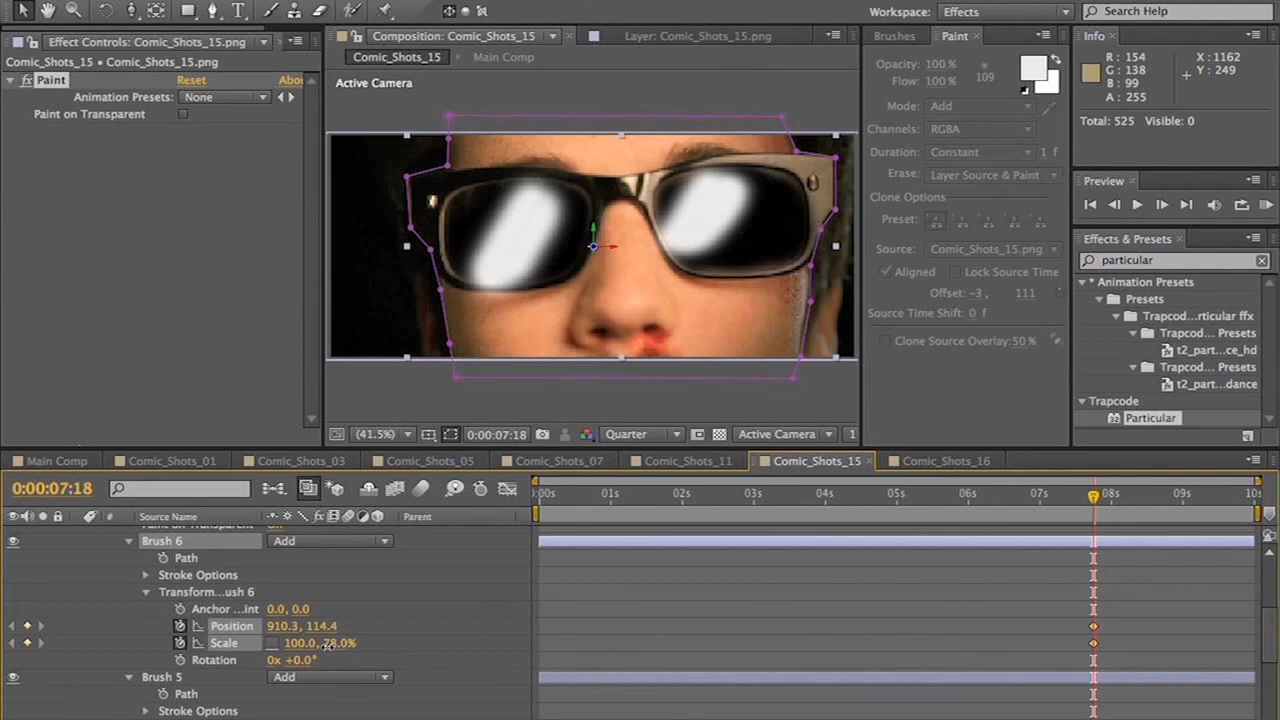 Workspace: Effects
Search Help
Effect Controls: Comic_Shots_15.png
Comic_Shots_15 • Comic_Shots_15.png
fx Paint Reset Abou
Animation Presets: None
Paint on Transparent
Composition: Comic_Shots_15
Layer: Comic_Shots_15.png
Comic_Shots_15 Main Comp
Active Camera
(41.5%) 0:00:07:18 Quarter Active Camera 1
Brushes Paint
Opacity: 100 %
Flow: 100 % 109
Mode: Add
Channels: RGBA
Duration: Constant 1 f
Erase: Layer Source & Paint
Clone Options
Preset:
Source: Comic_Shots_15.png
Aligned Lock Source Time
Offset: -3 , 111
Source Time Shift: 0 f
Clone Source Overlay: 50 %
Info
R : 154 X : 1162
G : 138 Y : 249
B : 99
A : 255
Total: 525 Visible: 0
Preview
Effects & Presets
particular
* Animation Presets
Presets
Trapcod...rticular ffx
Trapcod... Presets
t2_part...ce_hd
Trapcod... Presets
t2_part...dance
Trapcode
32 Particular
Main Comp Comic_Shots_01 Comic_Shots_03 Comic_Shots_05 Comic_Shots_07 Comic_Shots_11 Comic_Shots_15 Comic_Shots_16
0:00:07:18
:00s 01s 02s 03s 04s 05s 06s 07s 08s 09s 10s
# Source Name fx Parent
Brush 6 Add
Path
Stroke Options
Transform...ush 6
Anchor ...int 0.0, 0.0
Position 910.3, 114.4
Scale 100.0, 78.0%
Rotation 0x +0.0°
Brush 5 Add
Path
Stroke Options